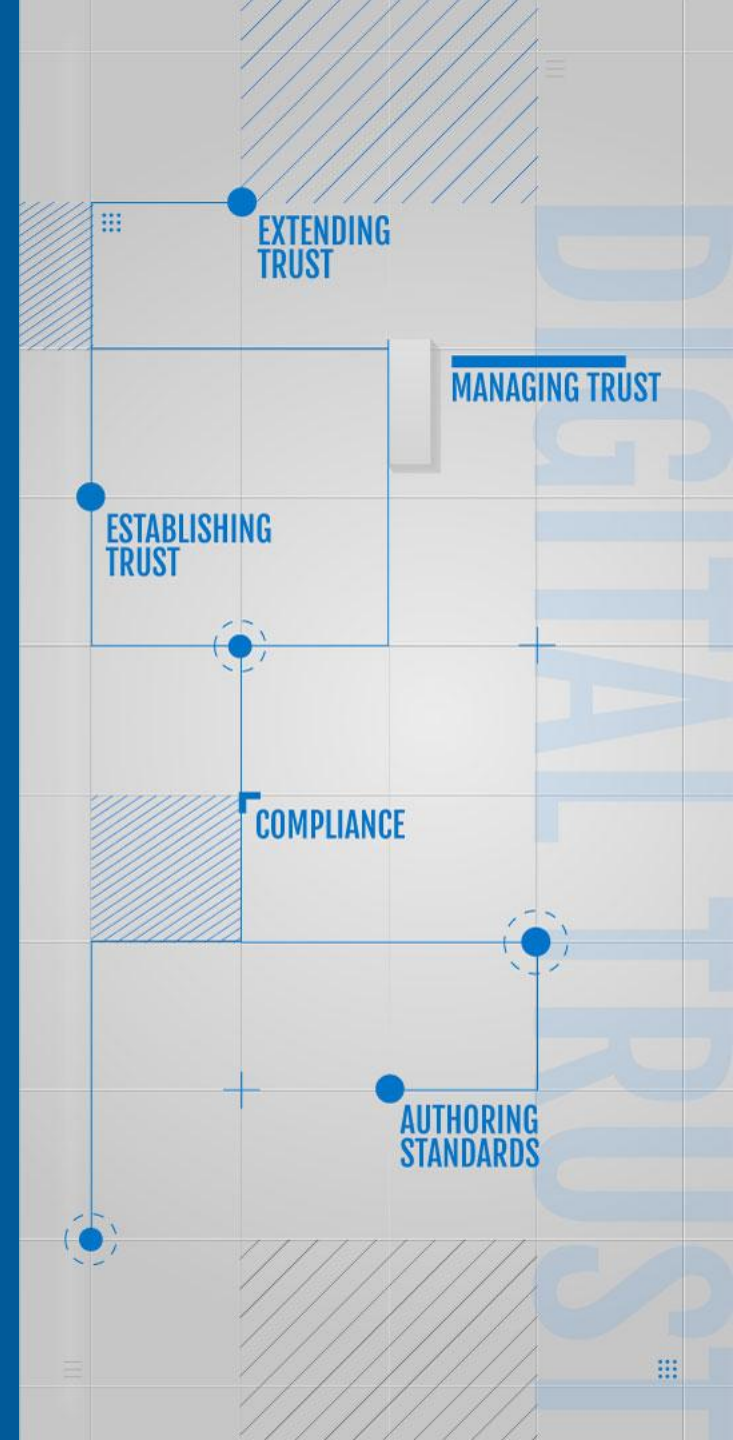 EXTENDING
TRUST
MANAGING TRUST
ESTABLISHING
TRUST
COMPLIANCE
AUTHORING
STANDARDS
DIGITAL TRUST